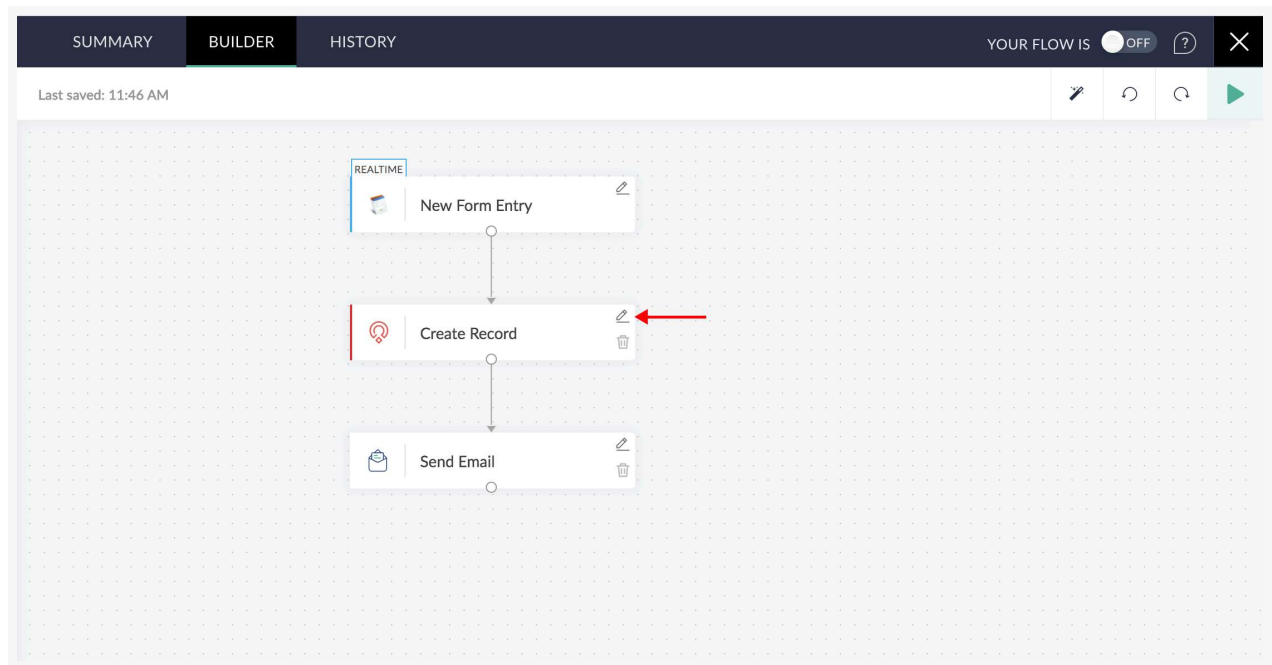 SUMMARY BUILDER HISTORY YOUR FLOW IS OFF ?
Last saved: 11:46 AM
REALTIME
New Form Entry
Create Record
Send Email